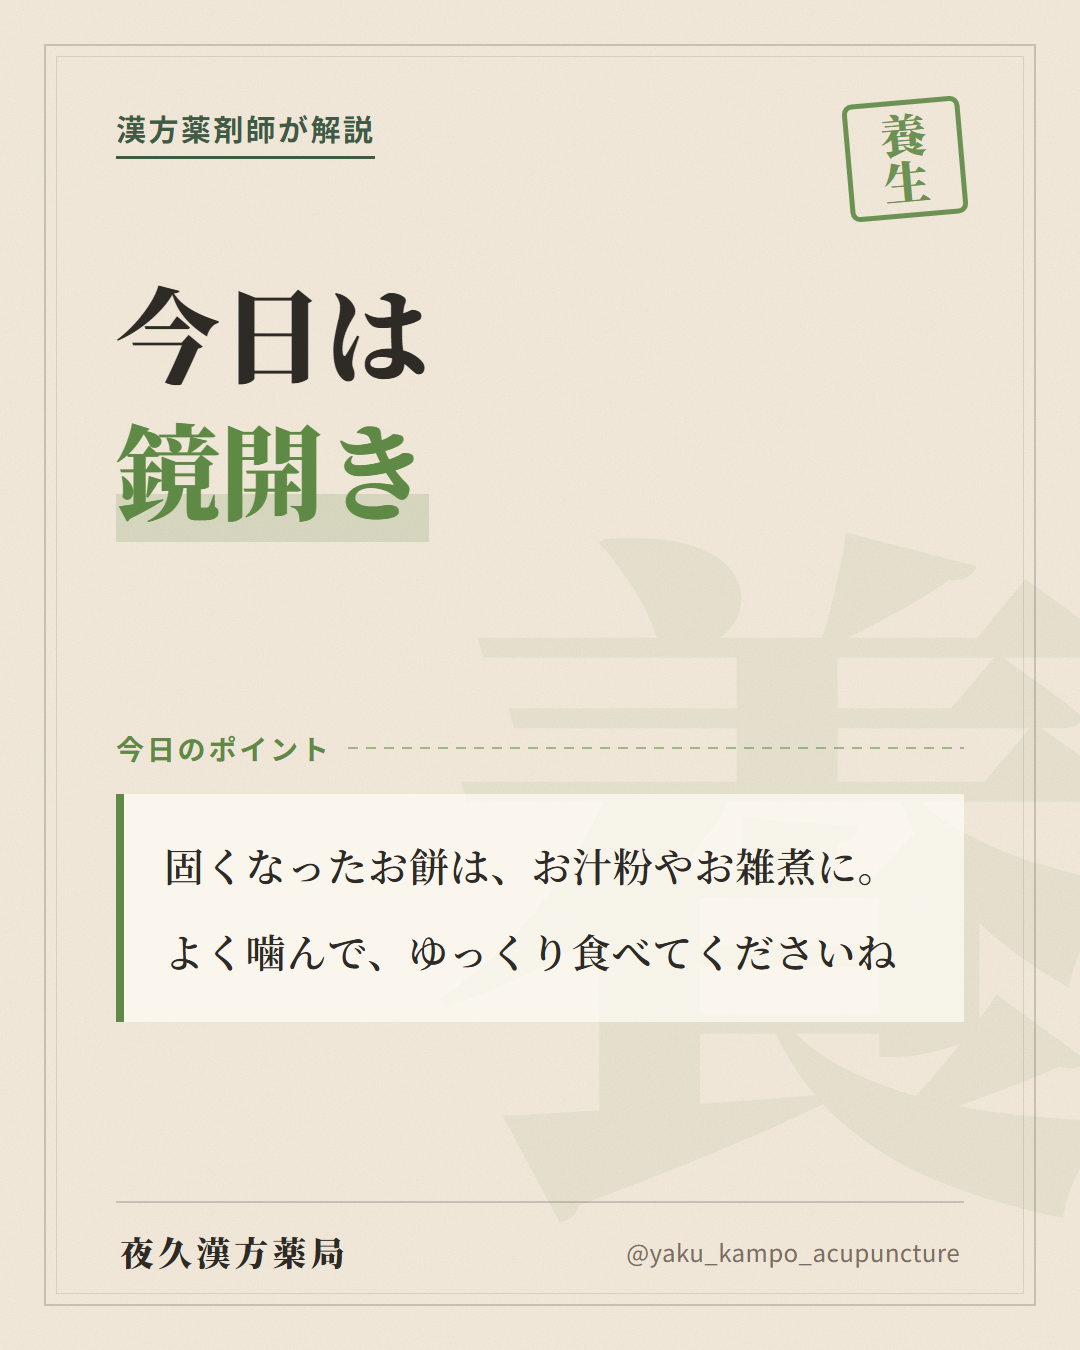 漢方薬剤師が解説
養生
今日は
鏡開き
今日のポイント
固くなったお餅は、お汁粉やお雑煮に。
よく噛んで、ゆっくり食べてくださいね
養
夜久漢方薬局
@yaku_kampo_acupuncture